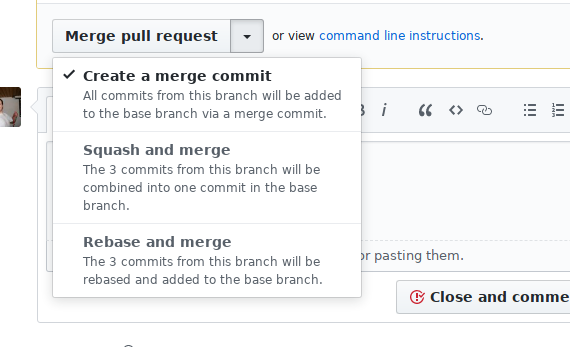 Merge pull request or view command line instructions.
Create a merge commit
All commits from this branch will be added
to the base branch via a merge commit.
Squash and merge
The 3 commits from this branch will be
combined into one commit in the base
branch.
Rebase and merge
The 3 commits from this branch will be
rebased and added to the base branch.
or pasting them.
Close and comme